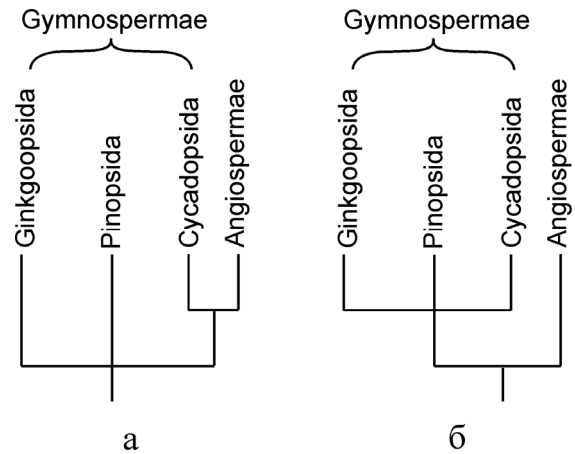 Gymnospermae
Ginkgoopsida
Pinopsida
Cycadopsida
Angiospermae
а
Gymnospermae
Ginkgoopsida
Pinopsida
Cycadopsida
Angiospermae
б